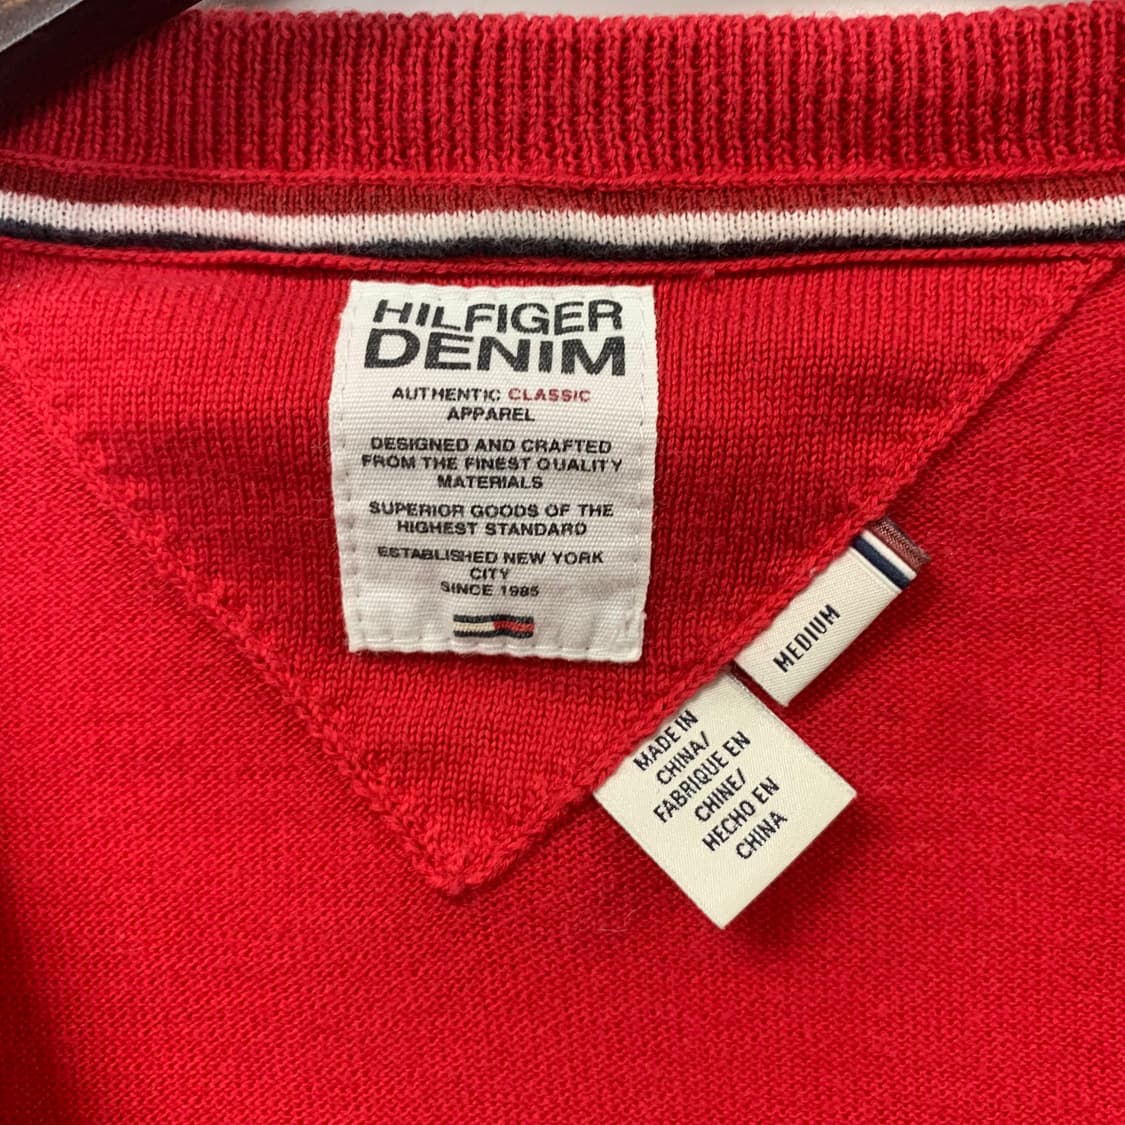 HILFIGER
DENIM
AUTHENTIC CLASSIC
APPAREL
DESIGNED AND CRAFTED
FROM THE FINEST QUALITY
MATERIALS
SUPERIOR GOODS OF THE
HIGHEST STANDARD
ESTABLISHED NEW YORK
CITY
SINCE 1985
MEDIUM
MADE IN
CHINA/
FABRIQUE EN
CHINE/
HECHO EN
CHINA